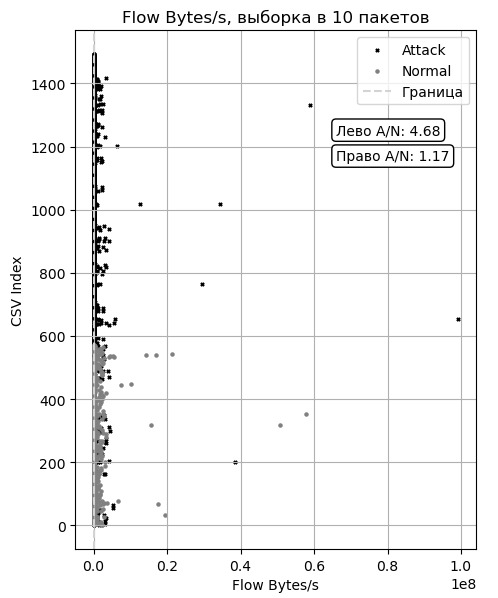 Flow Bytes/s, выборка в 10 пакетов
Attack
Normal
Граница
Лево A/N: 4.68
Право A/N: 1.17
1400
1200
1000
800
600
400
200
0
CSV Index
0.0 0.2 0.4 0.6 0.8 1.0
1e8
Flow Bytes/s